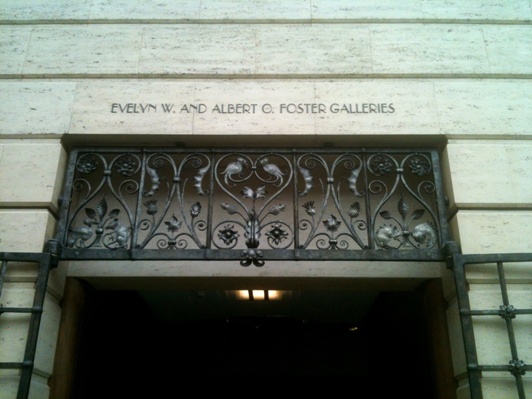 EVELYN W. AND ALBERT O. FOSTER GALLERIES